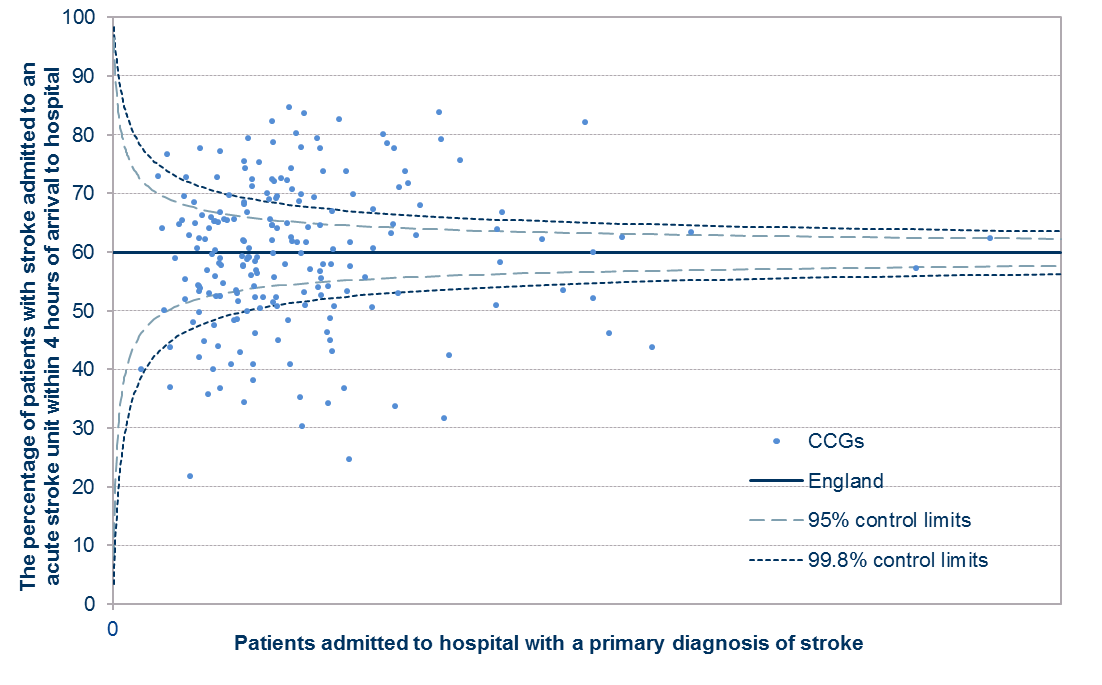 The percentage of patients with stroke admitted to an
acute stroke unit within 4 hours of arrival to hospital
100
90
80
70
60
50
40
30
20
10
0
CCGs
England
95% control limits
99.8% control limits
0
Patients admitted to hospital with a primary diagnosis of stroke